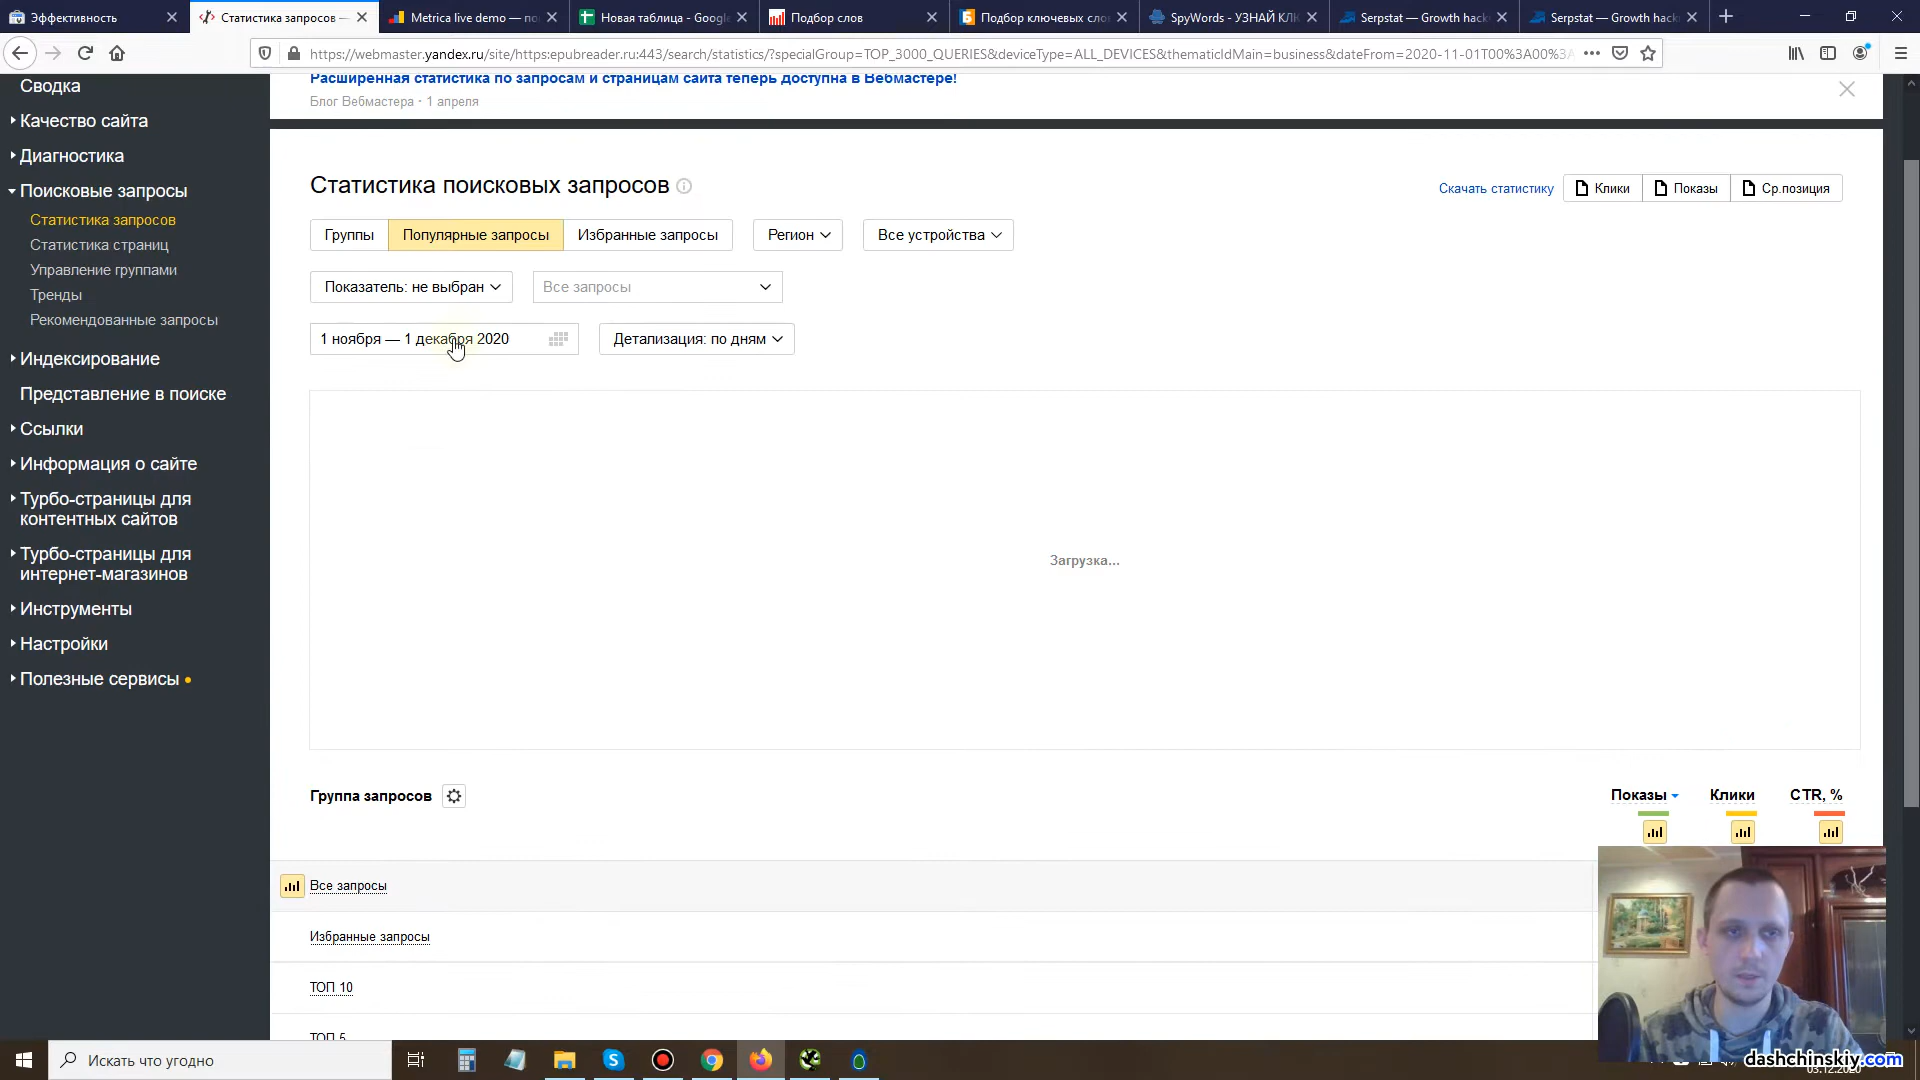 Эффективность
Статистика запросов —
Metrica live demo — по
Новая таблица - Google
Подбор слов
Подбор ключевых сло
SpyWords - УЗНАЙ КЛ
Serpstat — Growth hack
Serpstat — Growth hack
https://webmaster.yandex.ru/site/https:epubreader.ru:443/search/statistics/?specialGroup=TOP_3000_QUERIES&deviceType=ALL_DEVICES&thematicIdMain=business&dateFrom=2020-11-01T00%3A00%3A
Сводка
Качество сайта
Диагностика
Поисковые запросы
Статистика запросов
Статистика страниц
Управление группами
Тренды
Рекомендованные запросы
Индексирование
Представление в поиске
Ссылки
Информация о сайте
Турбо-страницы для
контентных сайтов
Турбо-страницы для
интернет-магазинов
Инструменты
Настройки
Полезные сервисы
Расширенная статистика по запросам и страницам сайта теперь доступна в Вебмастере!
Блог Вебмастера · 1 апреля
Статистика поисковых запросов
Скачать статистику
Клики
Показы
Ср.позиция
Группы
Популярные запросы
Избранные запросы
Регион
Все устройства
Показатель: не выбран
Все запросы
1 ноября — 1 декабря 2020
Детализация: по дням
Загрузка...
Группа запросов
Показы
Клики
CTR, %
Все запросы
Избранные запросы
ТОП 10
ТОП 5
Искать что угодно
dashchinskiy.com
03.12.2020